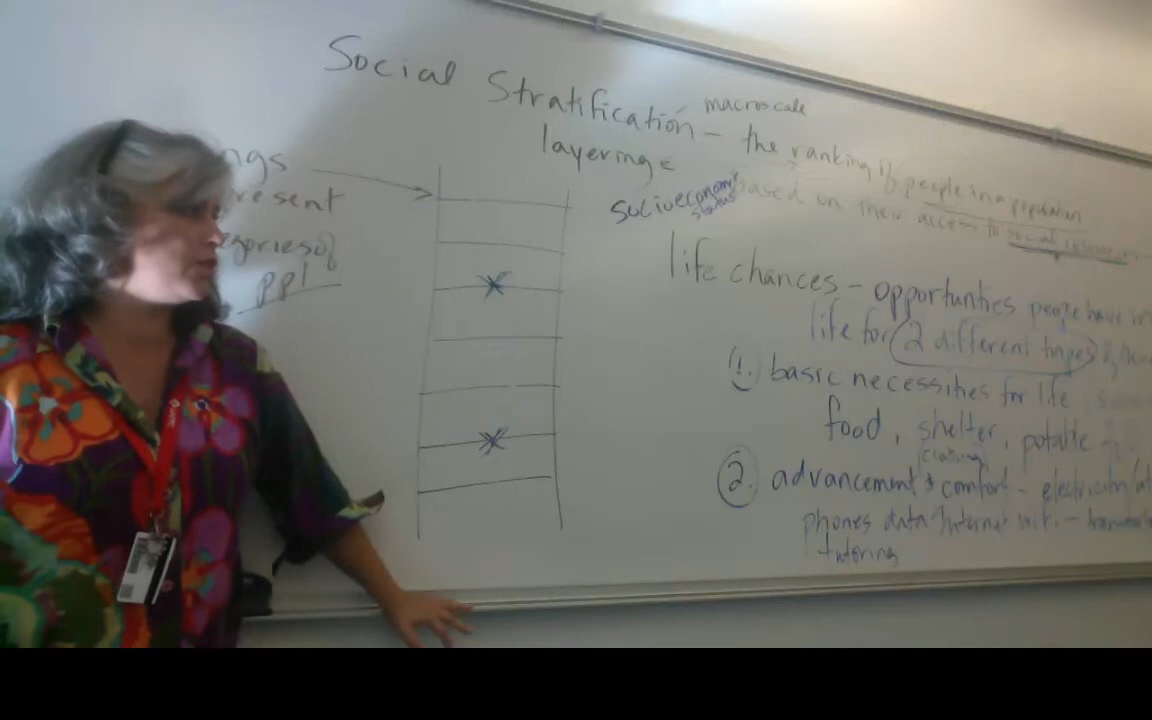 Social Stratification - macroscale
layering the ranking of people in a population
socioeconomic status based on their access to social resources
ngs
resent
egories of
ppl
life chances - opportunties people have in
life for 2 different types of
1. basic necessities for life
food, shelter, potable
clothing
2. advancement & comfort - electricity
phones data/Internet
tutoring